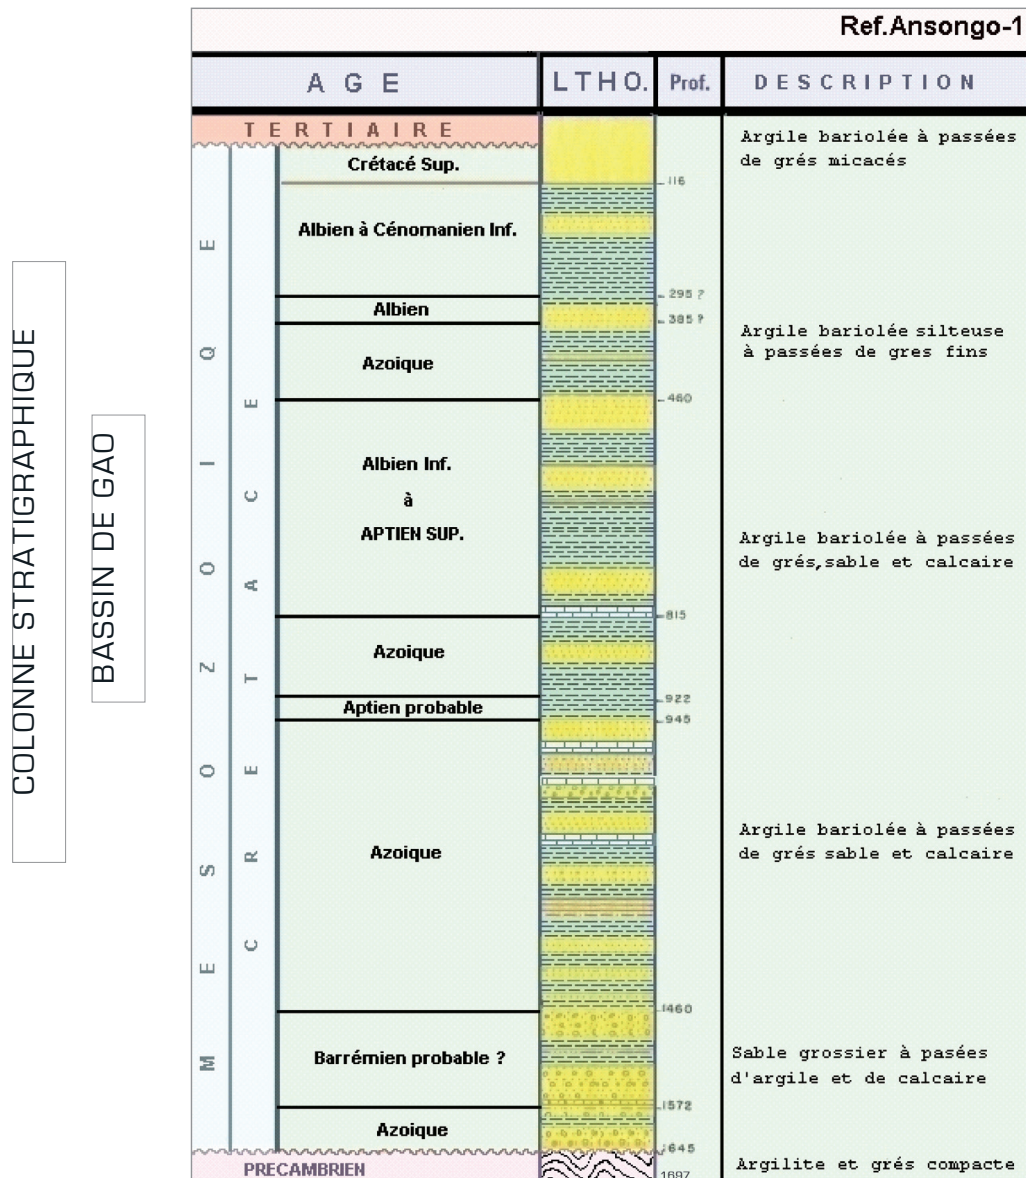 COLONNE STRATIGRAPHIQUE
BASSIN DE GAO
Ref.Ansongo-1
AGE
LTHO.
Prof.
DESCRIPTION
TERTIAIRE
MESOZOIQE
CRETACEE
Crétacé Sup.
Albien à Cénomanien Inf.
Albien
Azoique
Albien Inf.
à
APTIEN SUP.
Azoique
Aptien probable
Azoique
Barrémien probable ?
Azoique
PRECAMBRIEN
116
295?
385?
460
815
922
945
1460
1572
1645
1697
Argile bariolée à passées
de grés micacés
Argile bariolée silteuse
à passées de gres fins
Argile bariolée à passées
de grés,sable et calcaire
Argile bariolée à passées
de grés sable et calcaire
Sable grossier à pasées
d'argile et de calcaire
Argilite et grés compacte